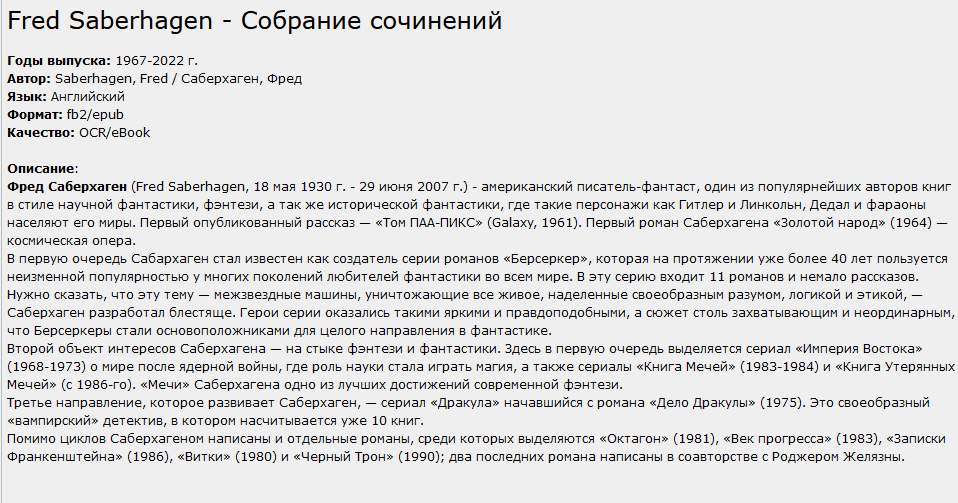 Fred Saberhagen - Собрание сочинений
Годы выпуска: 1967-2022 г.
Автор: Saberhagen, Fred / Саберхаген, Фред
Язык: Английский
Формат: fb2/epub
Качество: OCR/eBook
Описание:
Фред Саберхаген (Fred Saberhagen, 18 мая 1930 г. - 29 июня 2007 г.) - американский писатель-фантаст, один из популярнейших авторов книг
в стиле научной фантастики, фэнтези, а так же исторической фантастики, где такие персонажи как Гитлер и Линкольн, Дедал и фараоны
населяют его миры. Первый опубликованный рассказ — «Том ПАА-ПИКС» (Galaxy, 1961). Первый роман Саберхагена «Золотой народ» (1964) —
космическая опера.
В первую очередь Сабархаген стал известен как создатель серии романов «Берсеркер», которая на протяжении уже более 40 лет пользуется
неизменной популярностью у многих поколений любителей фантастики во всем мире. В эту серию входит 11 романов и немало рассказов.
Нужно сказать, что эту тему — межзвездные машины, уничтожающие все живое, наделенные своеобразным разумом, логикой и этикой, —
Саберхаген разработал блестяще. Герои серии оказались такими яркими и правдоподобными, а сюжет столь захватывающим и неординарным,
что Берсеркеры стали основоположниками для целого направления в фантастике.
Второй объект интересов Саберхагена — на стыке фэнтези и фантастики. Здесь в первую очередь выделяется сериал «Империя Востока»
(1968-1973) о мире после ядерной войны, где роль науки стала играть магия, а также сериалы «Книга Мечей» (1983-1984) и «Книга Утерянных
Мечей» (с 1986-го). «Мечи» Саберхагена одно из лучших достижений современной фэнтези.
Третье направление, которое развивает Саберхаген, — сериал «Дракула» начавшийся с романа «Дело Дракулы» (1975). Это своеобразный
«вампирский» детектив, в котором насчитывается уже 10 книг.
Помимо циклов Саберхагеном написаны и отдельные романы, среди которых выделяются «Октагон» (1981), «Век прогресса» (1983), «Записки
Франкенштейна» (1986), «Витки» (1980) и «Черный Трон» (1990); два последних романа написаны в соавторстве с Роджером Желязны.